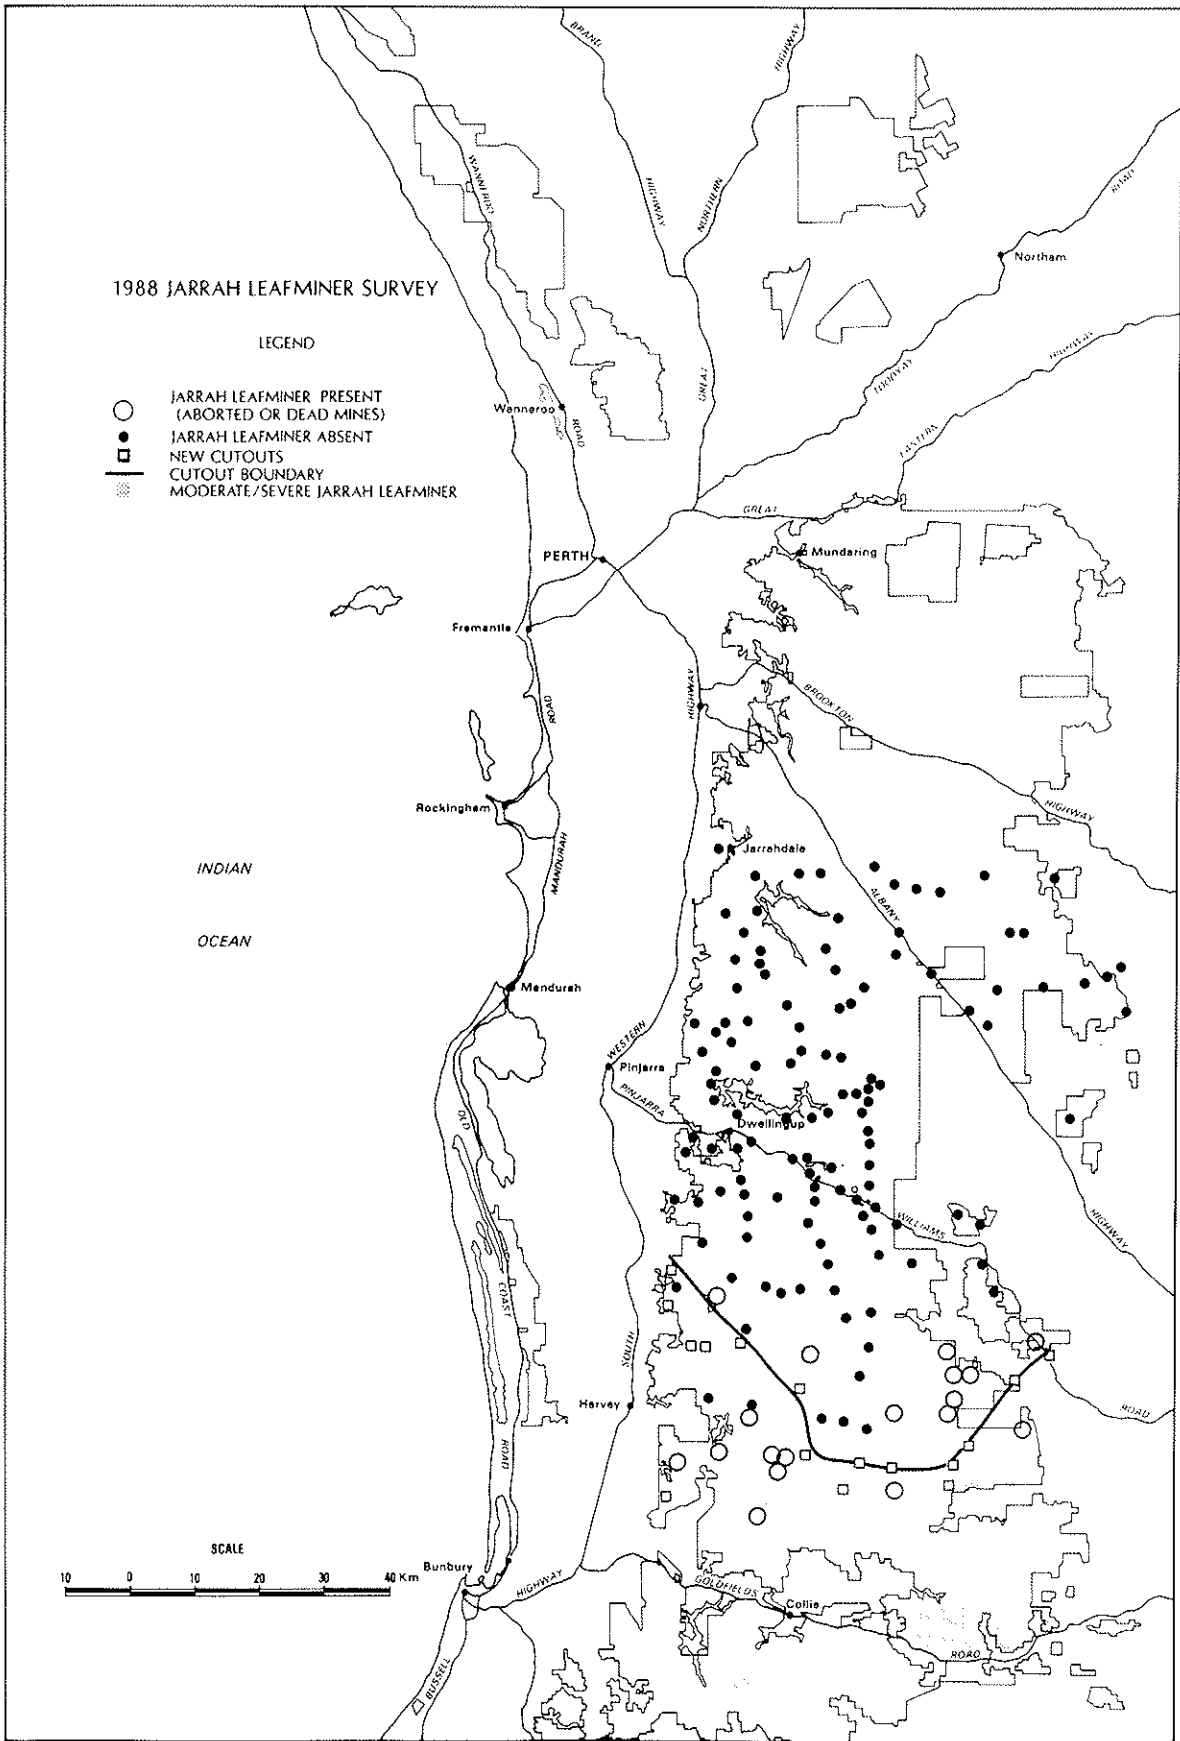 BRAND
HIGHWAY
WANNEROO
HIGHWAY
NORTHERN
ROAD
Northam
1988 JARRAH LEAFMINER SURVEY
LEGEND
JARRAH LEAFMINER PRESENT
(ABORTED OR DEAD MINES)
JARRAH LEAFMINER ABSENT
NEW CUTOUTS
CUTOUT BOUNDARY
MODERATE/SEVERE JARRAH LEAFMINER
HIGHWAY
TOODYAY
GREAT
Wanneroo
ROAD
EASTERN
GREAT
PERTH
Mundaring
Fremantle
ROAD
HIGHWAY
BROOKTON
Rockingham
HIGHWAY
MANDURAH
Jarrahdale
INDIAN
ALBANY
OCEAN
Mandurah
WESTERN
Pinjarra
PINJARRA
OLD
Dwellingup
WILLIAMS
HIGHWAY
COAST
SOUTH
Harvey
ROAD
ROAD
SCALE
10 0 10 20 30 40 Km
Bunbury
HIGHWAY
GOLDFIELDS
Collie
ROAD
BUSSELL